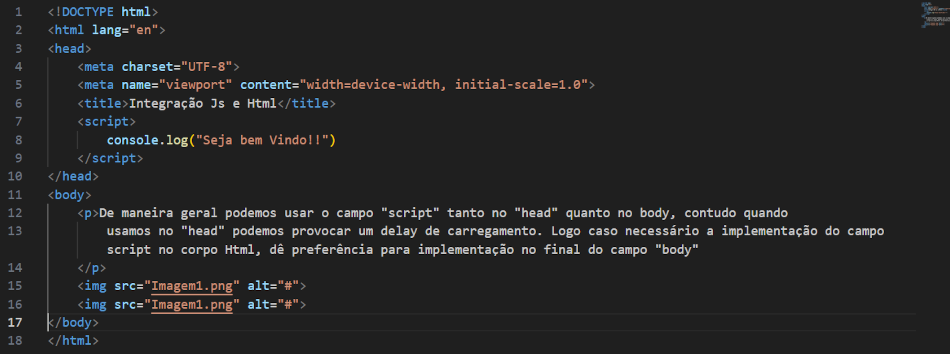 1 <!DOCTYPE html>
2 <html lang="en">
3 <head>
4     <meta charset="UTF-8">
5     <meta name="viewport" content="width=device-width, initial-scale=1.0">
6     <title>Integração Js e Html</title>
7     <script>
8         console.log("Seja bem Vindo!!")
9     </script>
10 </head>
11 <body>
12     <p>De maneira geral podemos usar o campo "script" tanto no "head" quanto no body, contudo quando
13         usamos no "head" podemos provocar um delay de carregamento. Logo caso necessário a implementação do campo
        script no corpo Html, dê preferência para implementação no final do campo "body"
14     </p>
15     <img src="Imagem1.png" alt="#">
16     <img src="Imagem1.png" alt="#">
17 </body>
18 </html>